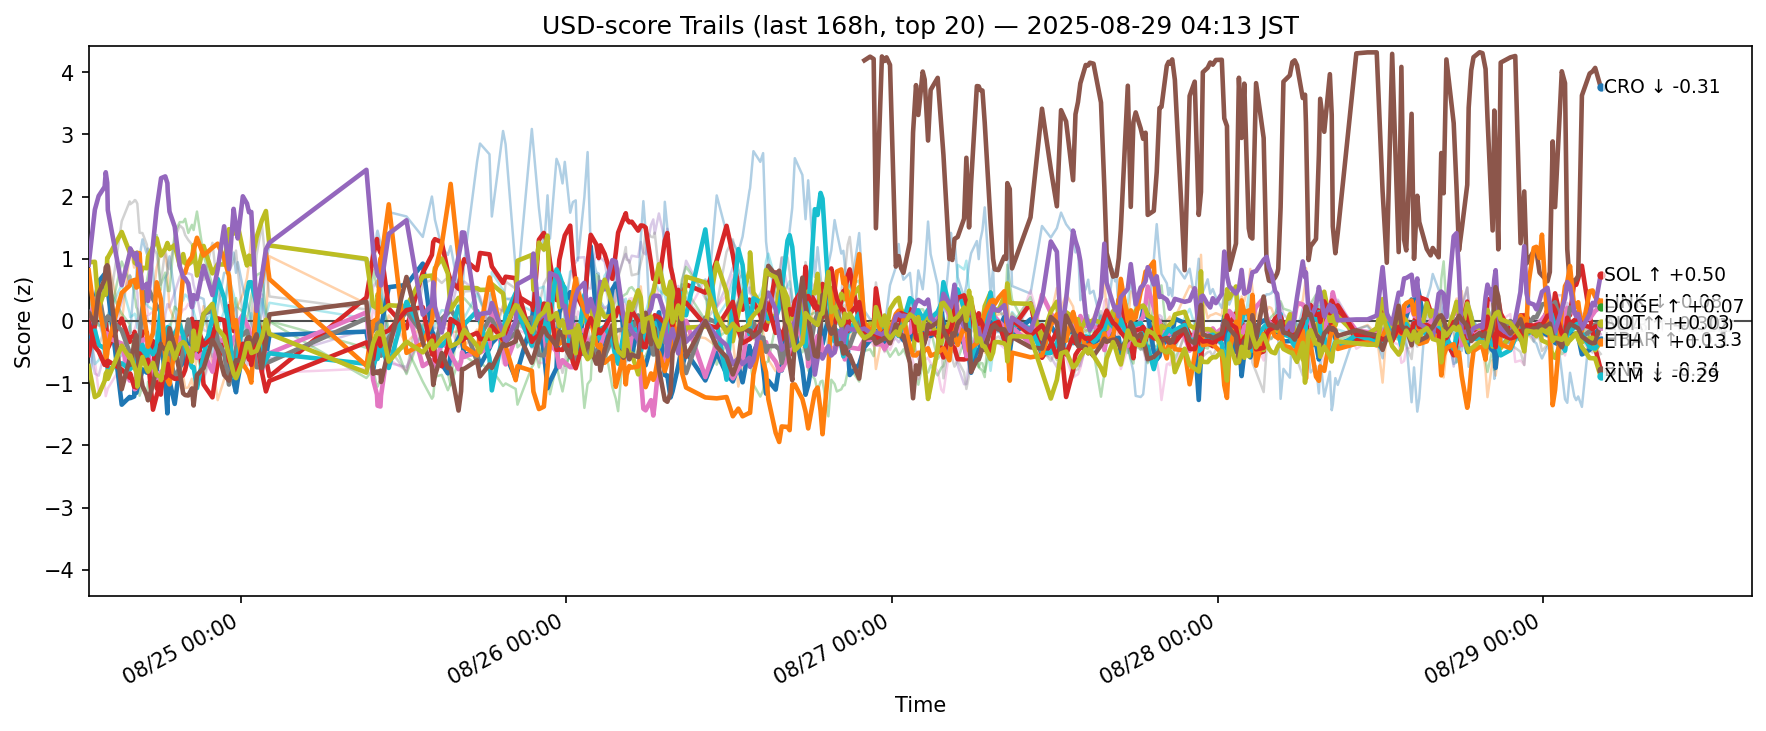 USD-score Trails (last 168h, top 20) — 2025-08-29 04:13 JST
Score (z)
4
3
2
1
0
−1
−2
−3
−4
CRO ↓ -0.31
SOL ↑ +0.50
DOGE ↑ +0.07
DOT ↑ +0.03
ETH ↑ +0.13
XLM ↓ -0.29
08/25 00:00
08/26 00:00
08/27 00:00
08/28 00:00
08/29 00:00
Time